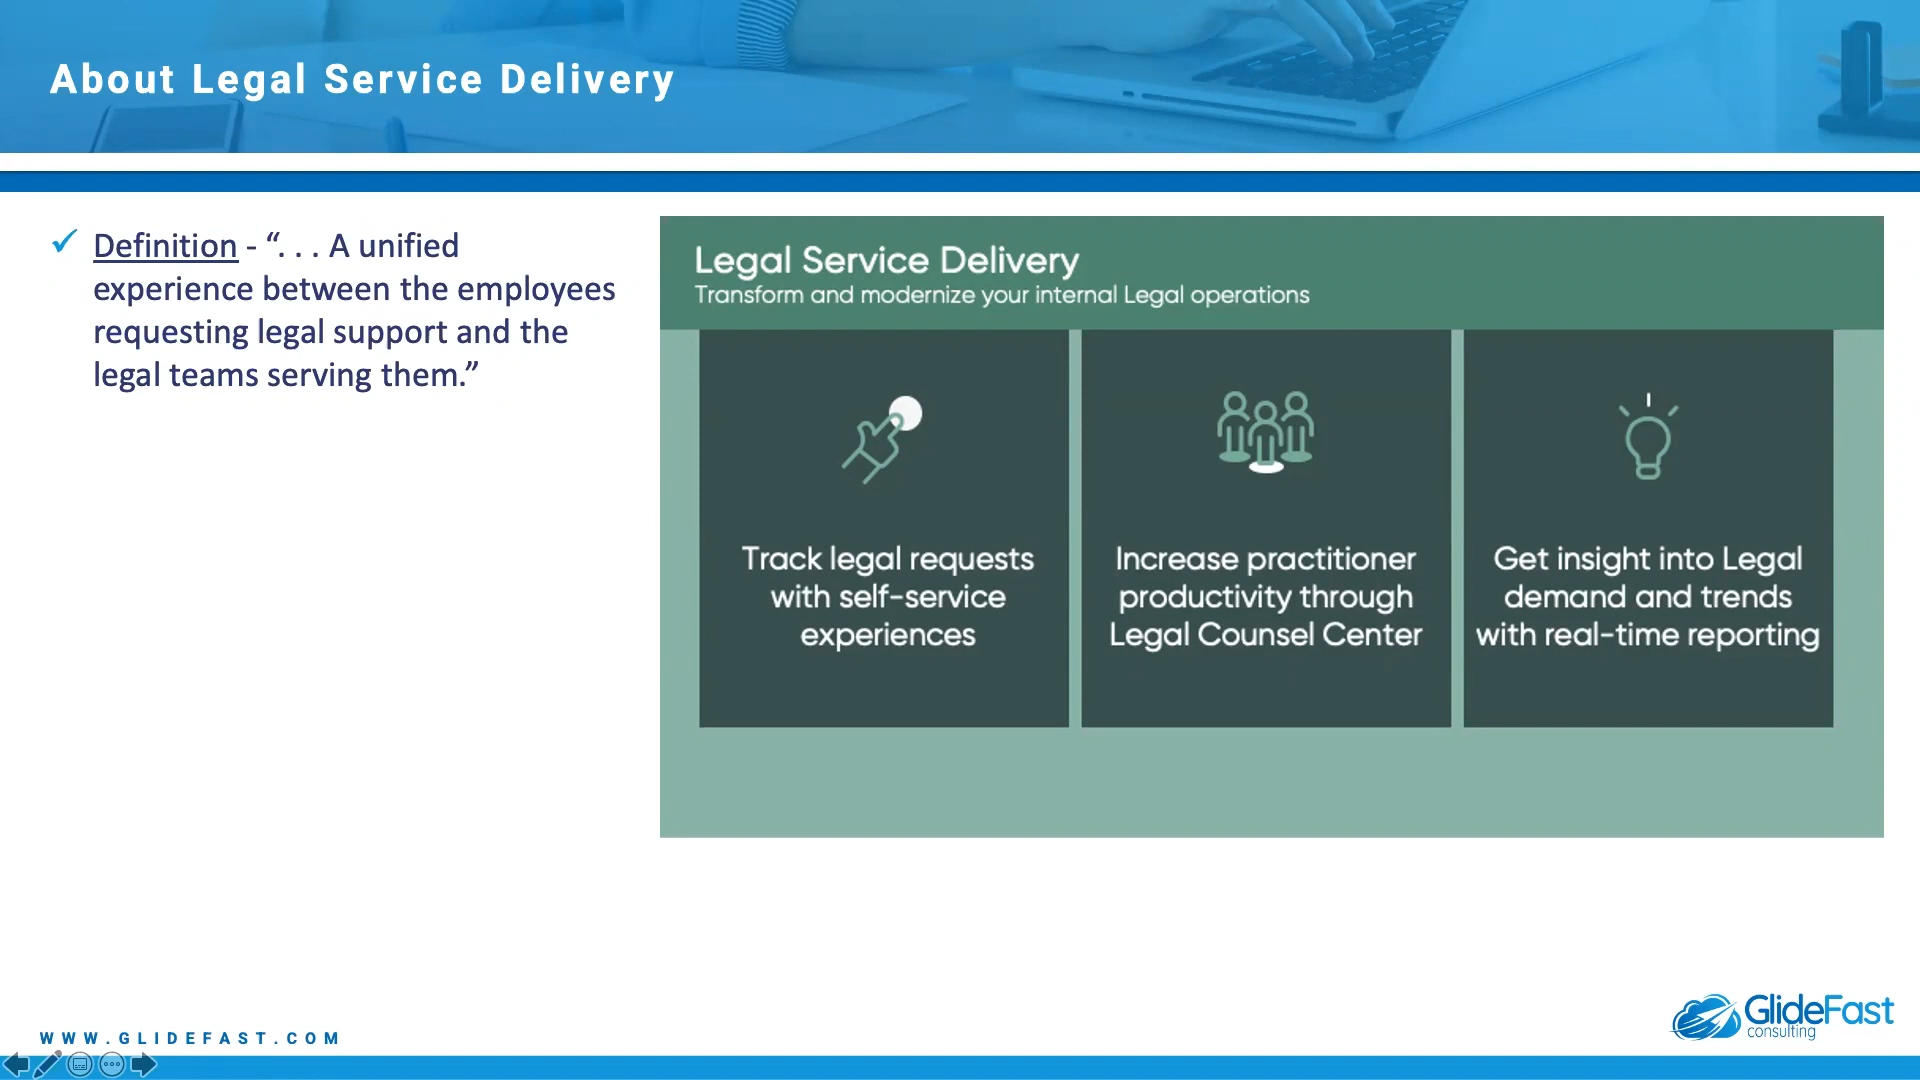 About Legal Service Delivery
Definition - “. . . A unified
experience between the employees
requesting legal support and the
legal teams serving them.”
Legal Service Delivery
Transform and modernize your internal Legal operations
Track legal requests
with self-service
experiences
Increase practitioner
productivity through
Legal Counsel Center
Get insight into Legal
demand and trends
with real-time reporting
WWW.GLIDEFAST.COM
GlideFast
consulting